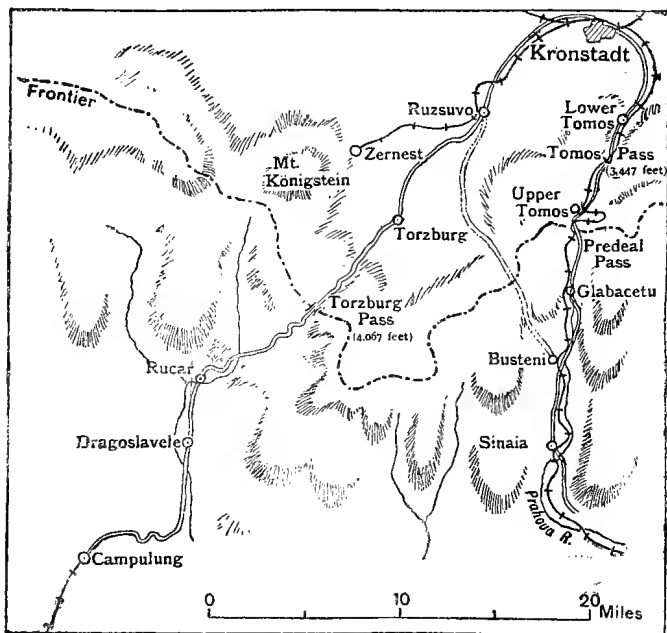 Kronstadt
Frontier
Ruzsuvo
Lower
Tomos
Zernest
Tomos Pass
(3,447 feet)
Mt.
Königstein
Upper
Tomos
Torzburg
Predeal
Pass
Glabacetu
Torzburg
Pass
(4,067 feet)
Busteni
Rucar
Dragoslavele
Sinaia
Prahova R.
Campulung
0 10 20
Miles